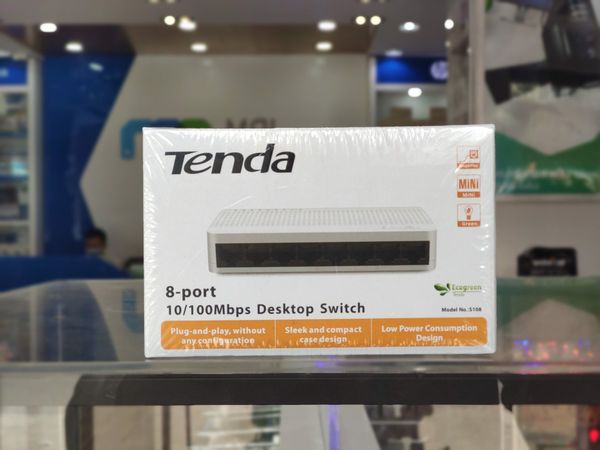 Tenda
MINI
MINI
Green
8-port
10/100Mbps Desktop Switch
Ecogreen
Model No.:S108
Plug-and-play, without any configuration
Sleek and compact case design
Low Power Consumption Design